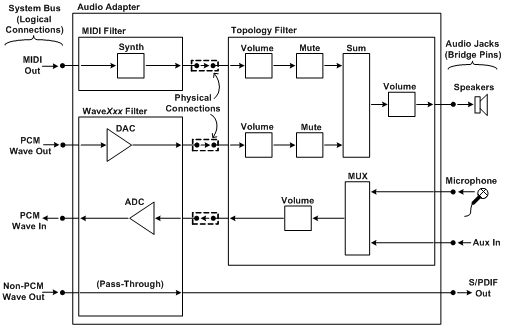 System Bus
(Logical
Connections)
Audio Adapter
MIDI Filter
Topology Filter
Audio Jacks
(Bridge Pins)
MIDI
Out
Synth
Volume
Mute
Sum
Volume
Speakers
Physical
Connections
WaveXxx Filter
PCM
Wave Out
DAC
Volume
Mute
Microphone
MUX
PCM
Wave In
ADC
Volume
Aux In
Non-PCM
Wave Out
(Pass-Through)
S/PDIF
Out